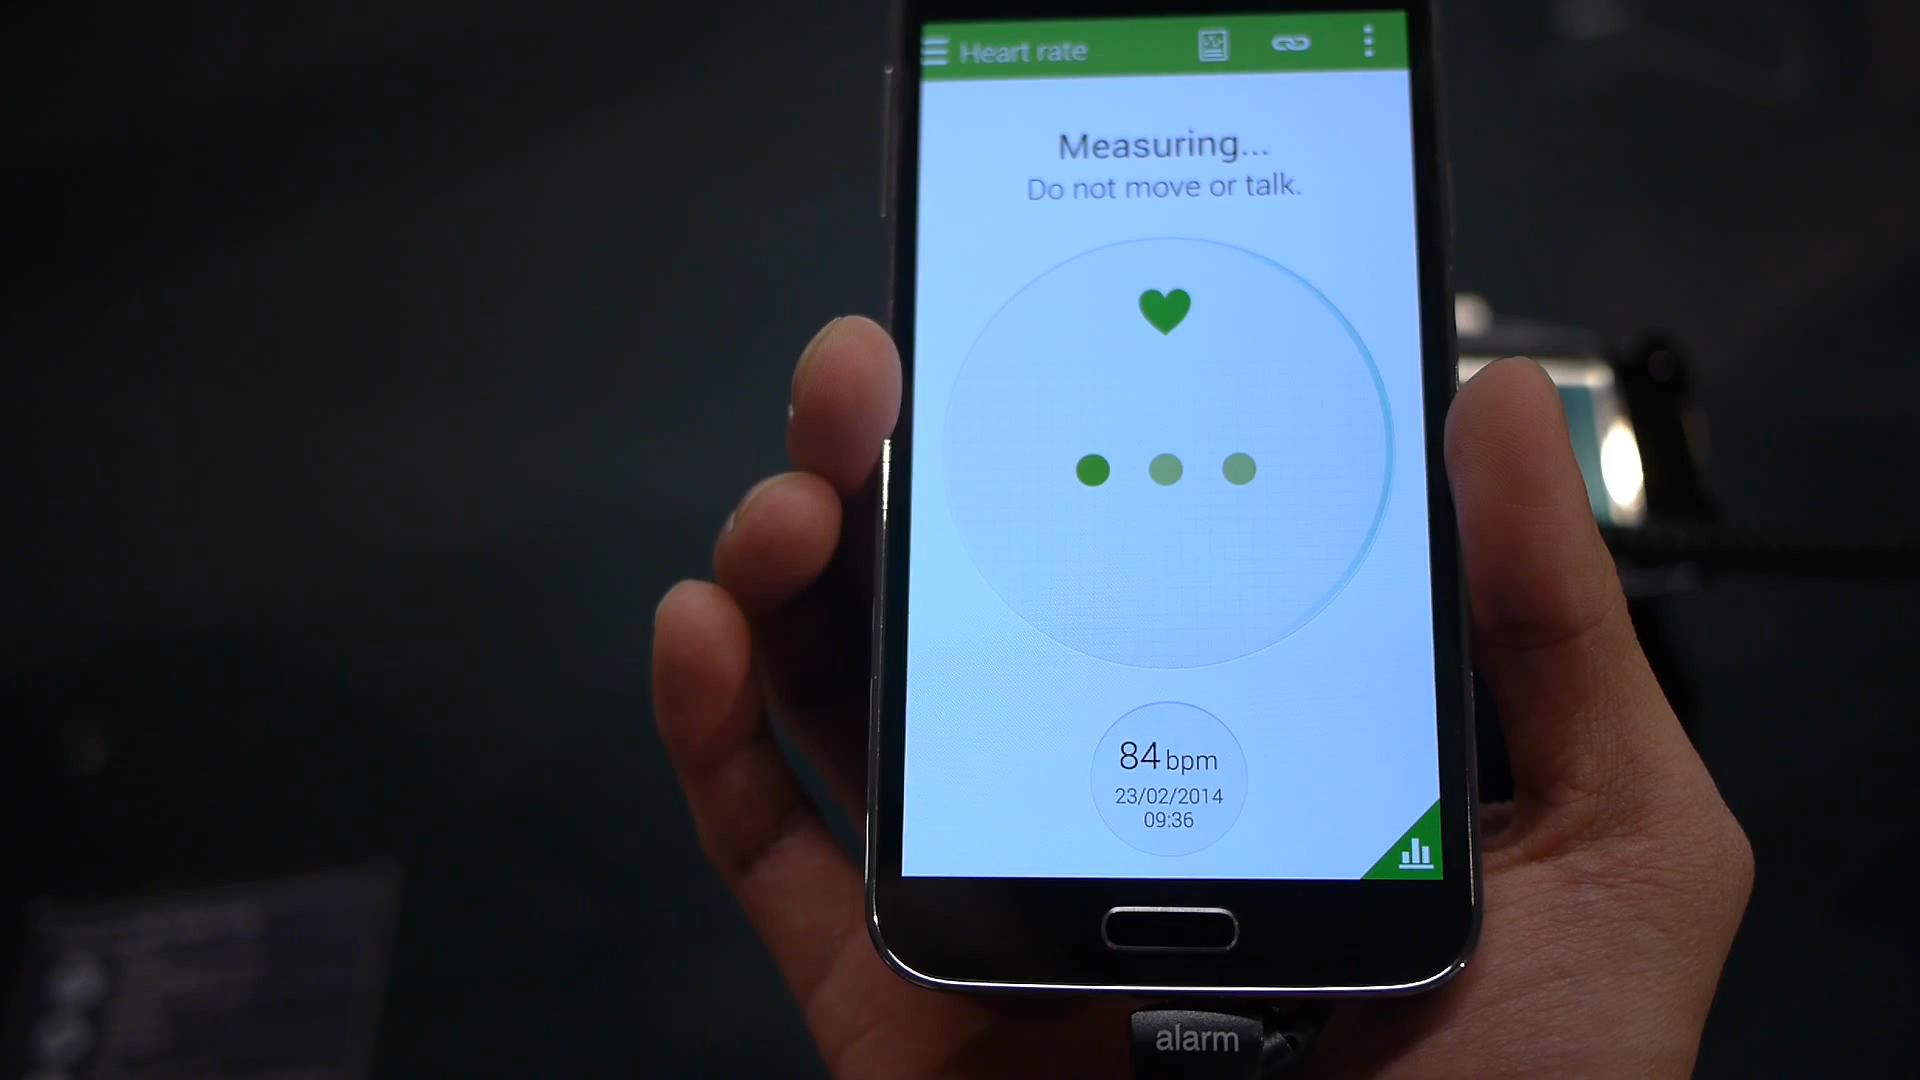 Heart rate
Measuring...
Do not move or talk.
84 bpm
23/02/2014
09:36
alarm